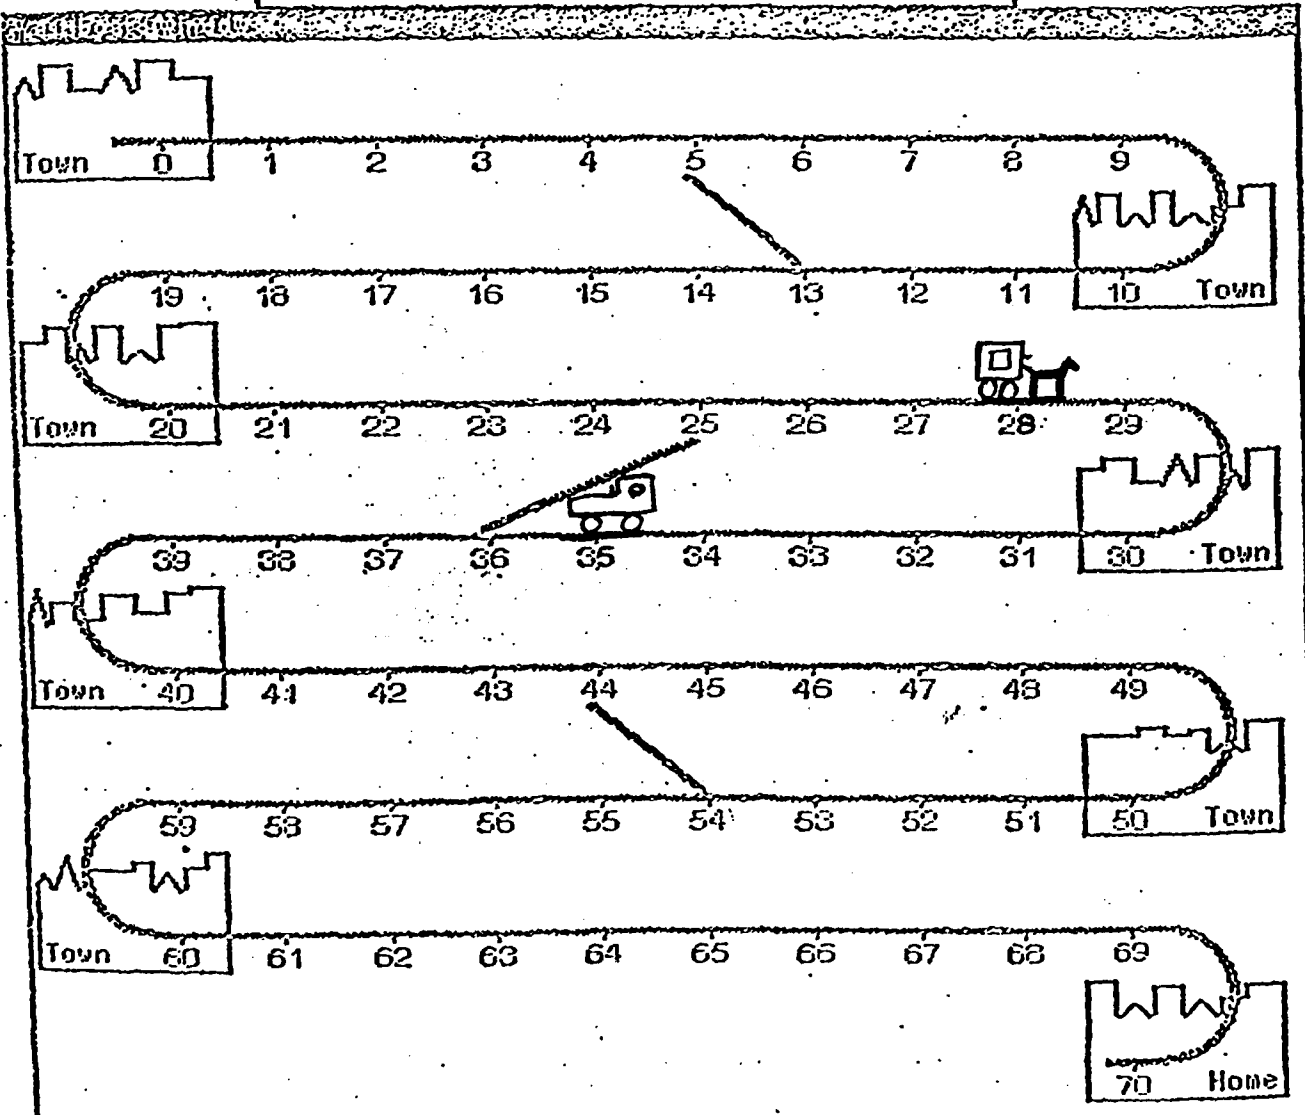 Town 0 1 2 3 4 5 6 7 8 9
19 18 17 16 15 14 13 12 11 10 Town
Town 20 21 22 23 24 25 26 27 28 29
39 38 37 36 35 34 33 32 31 30 Town
Town 40 41 42 43 44 45 46 47 48 49
59 58 57 56 55 54 53 52 51 50 Town
Town 60 61 62 63 64 65 66 67 68 69
70 Home